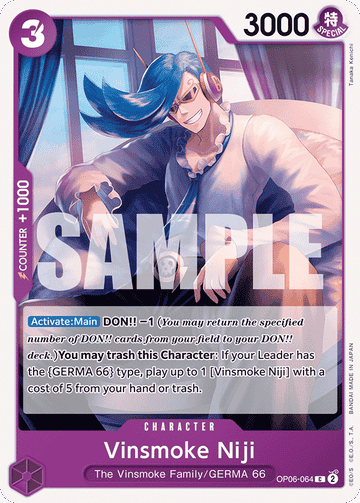 3
3000
特
SPECIAL
Tanaka Kenichi
COUNTER +1000
SAMPLE
Activate:Main DON!! −1 (You may return the specified
number of DON!! cards from your field to your DON!!
deck.)You may trash this Character: If your Leader has
the {GERMA 66} type, play up to 1 [Vinsmoke Niji] with a
cost of 5 from your hand or trash.
CHARACTER
Vinsmoke Niji
The Vinsmoke Family/GERMA 66
OP06-064 C 2
©E.O./S., ©E.O./S., T.A. BANDAI MADE IN JAPAN